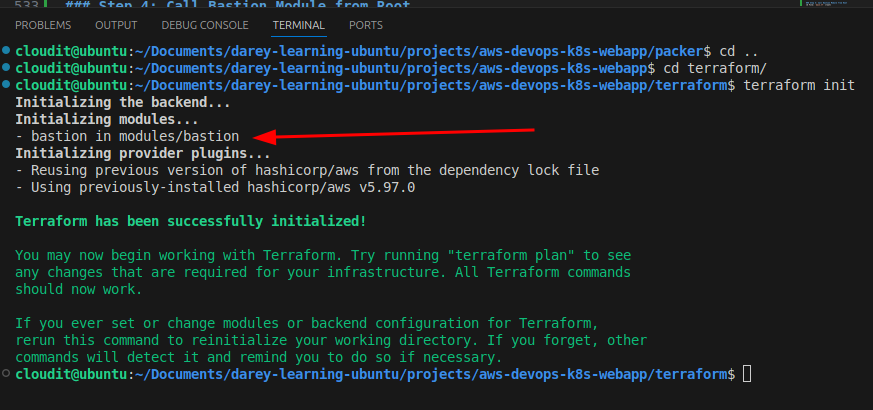 533 ### Step 4: Call Bastion Module from Root
PROBLEMS OUTPUT DEBUG CONSOLE TERMINAL PORTS
cloudit@ubuntu:~/Documents/darey-learning-ubuntu/projects/aws-devops-k8s-webapp/packer$ cd ..
cloudit@ubuntu:~/Documents/darey-learning-ubuntu/projects/aws-devops-k8s-webapp$ cd terraform/
cloudit@ubuntu:~/Documents/darey-learning-ubuntu/projects/aws-devops-k8s-webapp/terraform$ terraform init
Initializing the backend...
Initializing modules...
- bastion in modules/bastion
Initializing provider plugins...
- Reusing previous version of hashicorp/aws from the dependency lock file
- Using previously-installed hashicorp/aws v5.97.0
Terraform has been successfully initialized!
You may now begin working with Terraform. Try running "terraform plan" to see
any changes that are required for your infrastructure. All Terraform commands
should now work.
If you ever set or change modules or backend configuration for Terraform,
rerun this command to reinitialize your working directory. If you forget, other
commands will detect it and remind you to do so if necessary.
cloudit@ubuntu:~/Documents/darey-learning-ubuntu/projects/aws-devops-k8s-webapp/terraform$